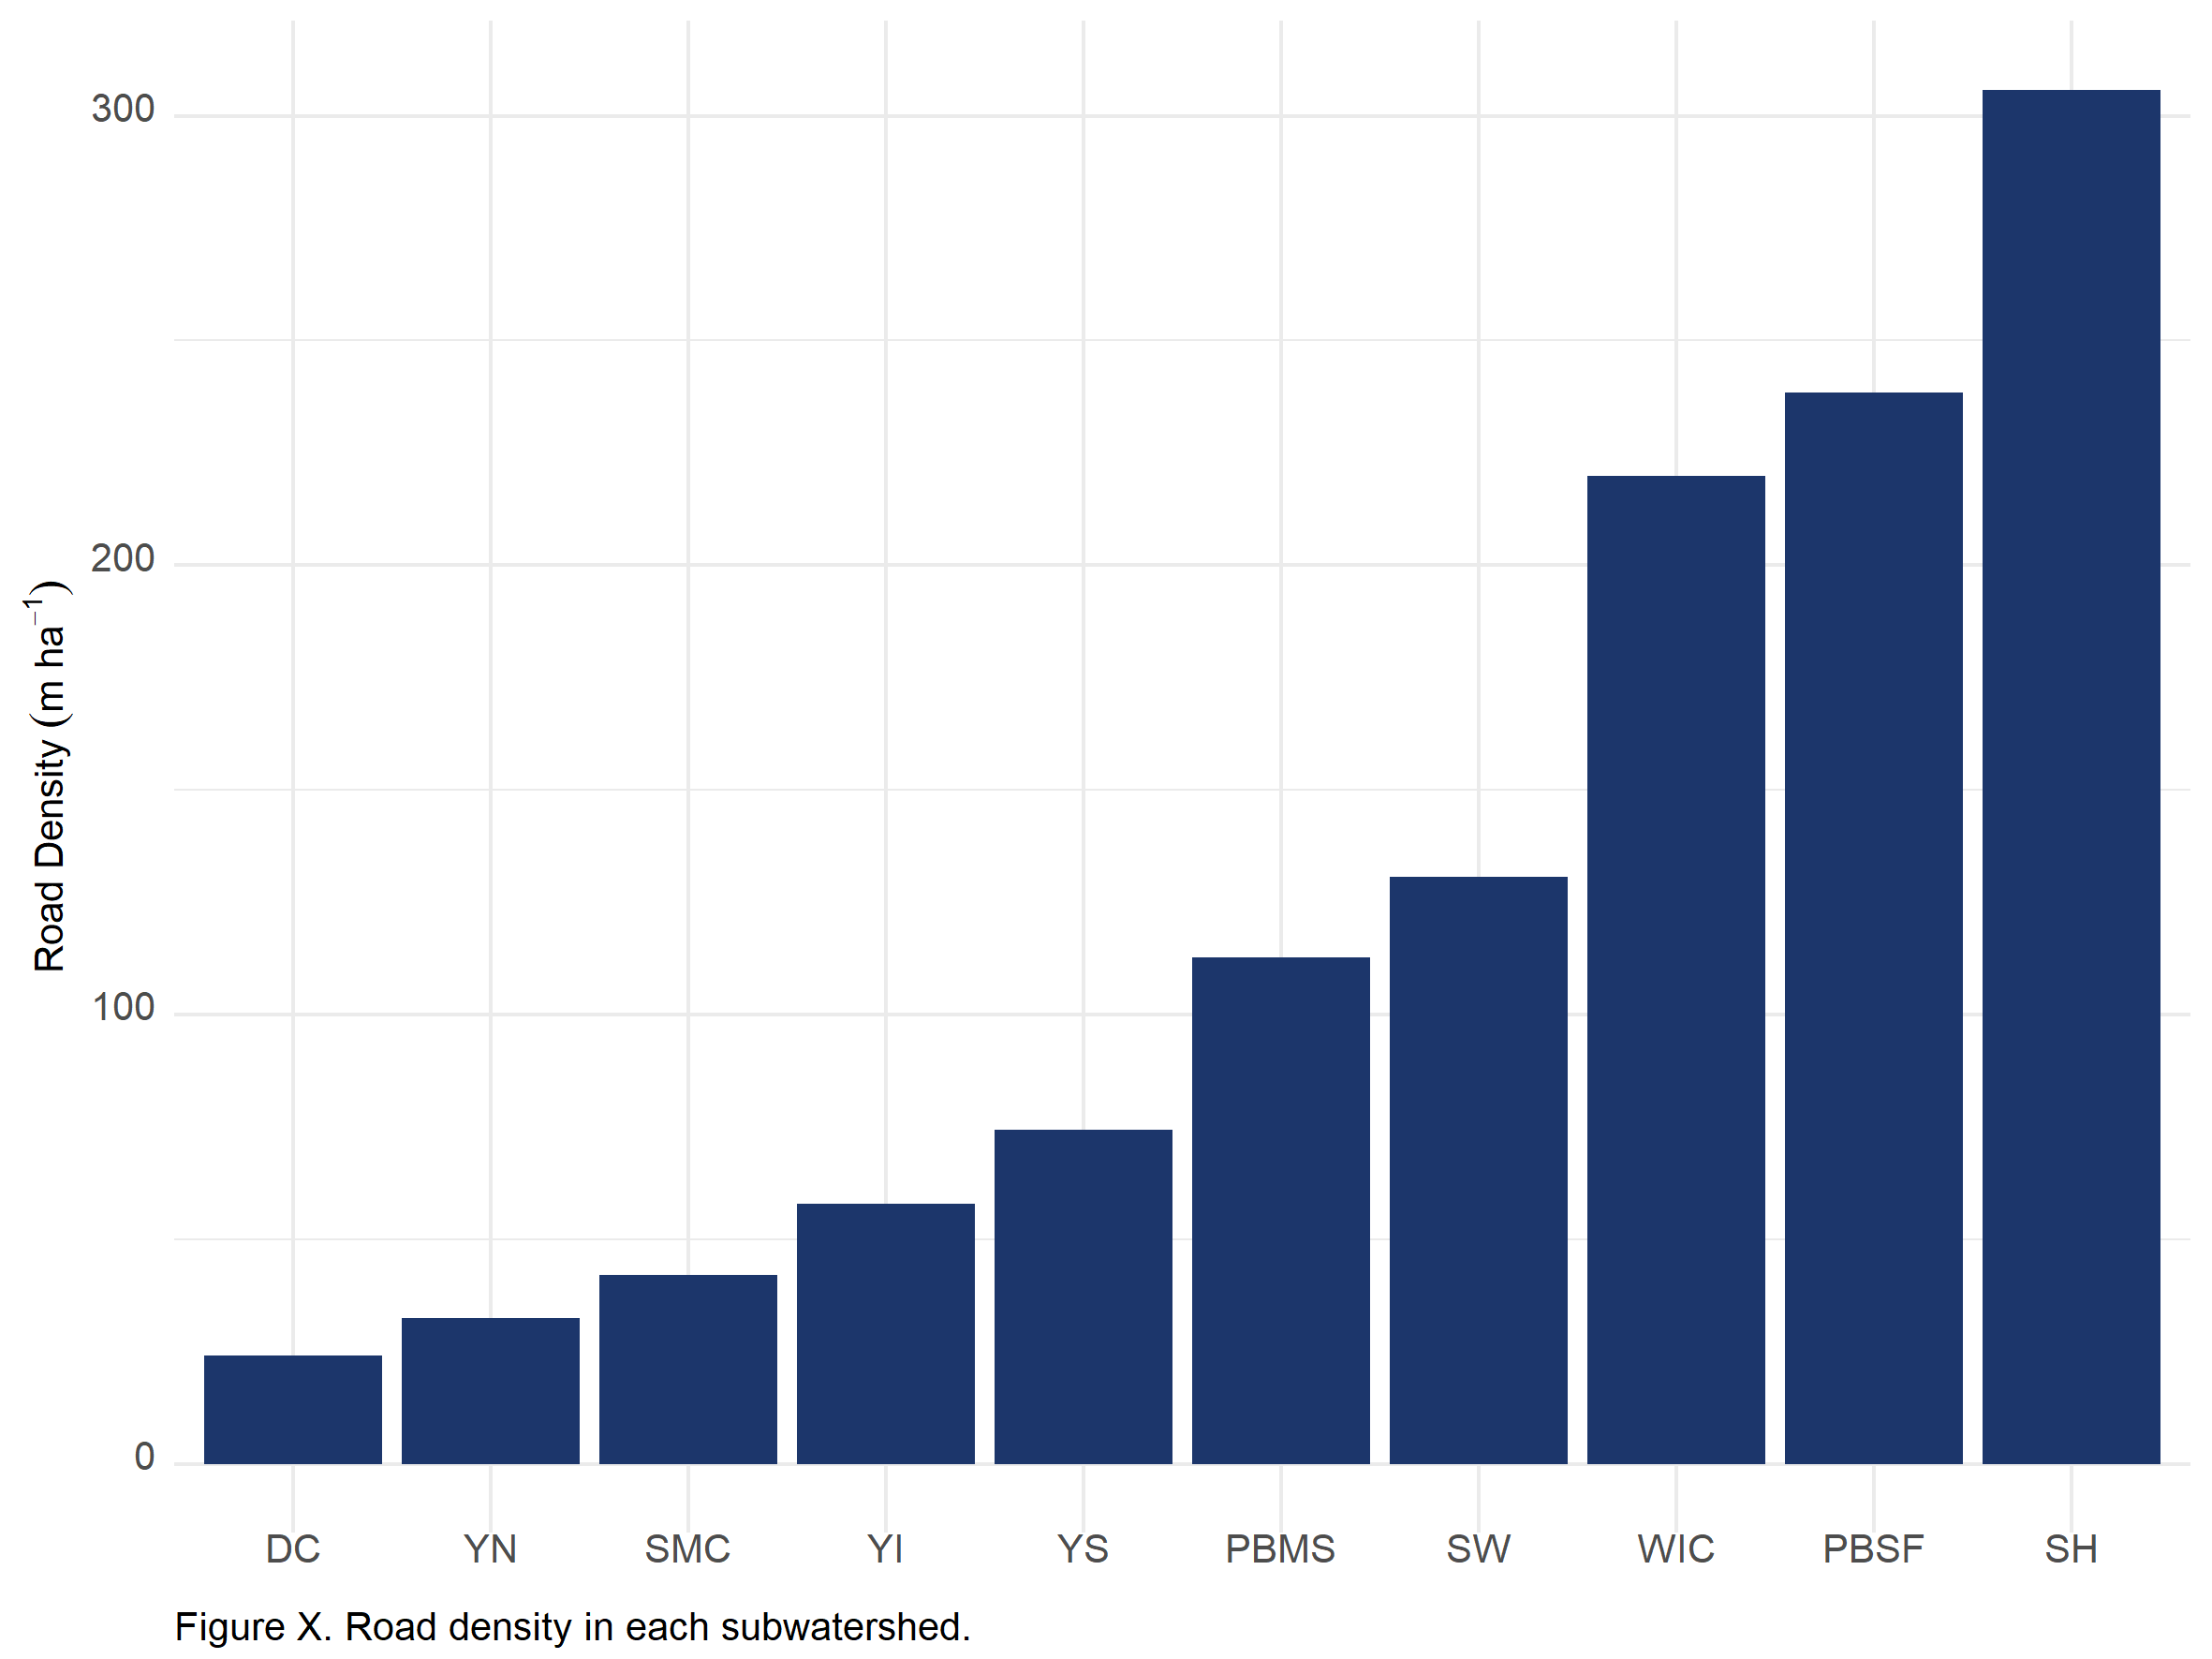 300
200
100
0
Road Density (m ha⁻¹)
DC YN SMC YI YS PBMS SW WIC PBSF SH
Figure X. Road density in each subwatershed.